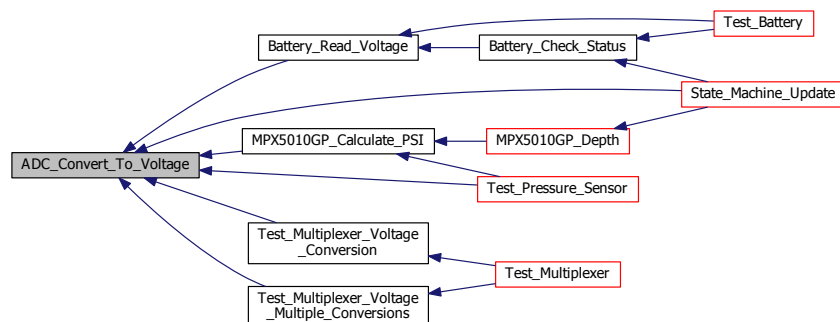 Test_Battery
Battery_Read_Voltage
Battery_Check_Status
State_Machine_Update
MPX5010GP_Calculate_PSI
MPX5010GP_Depth
ADC_Convert_To_Voltage
Test_Pressure_Sensor
Test_Multiplexer_Voltage
_Conversion
Test_Multiplexer
Test_Multiplexer_Voltage
_Multiple_Conversions